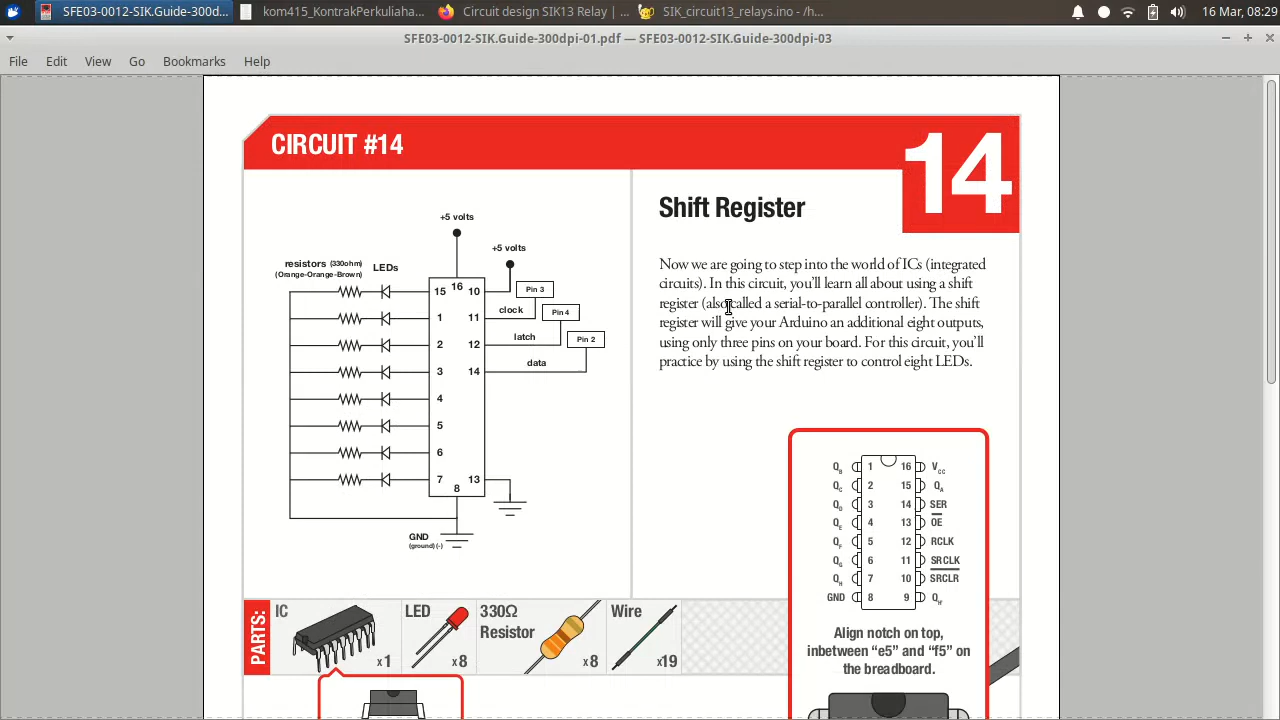 SFE03-0012-SIK.Guide-300d...
kom415_KontrakPerkuliaha...
Circuit design SIK13 Relay | ...
SIK_circuit13_relays.ino - /h...
16 Mar, 08:29
SFE03-0012-SIK.Guide-300dpi-01.pdf — SFE03-0012-SIK.Guide-300dpi-03
File Edit View Go Bookmarks Help
CIRCUIT #14
14
+5 volts
+5 volts
resistors (330ohm)
(Orange-Orange-Brown)
LEDs
15 16 10
Pin 3
1 clock 11
Pin 4
2 latch 12
Pin 2
3 data 14
4
5
6
7 13
8
GND
(ground) (-)
Shift Register
Now we are going to step into the world of ICs (integrated
circuits). In this circuit, you'll learn all about using a shift
register (also called a serial-to-parallel controller). The shift
register will give your Arduino an additional eight outputs,
using only three pins on your board. For this circuit, you'll
practice by using the shift register to control eight LEDs.
QB 1 16 VCC
QC 2 15 QA
QD 3 14 SER
QE 4 13 OE
QF 5 12 RCLK
QG 6 11 SRCLK
QH 7 10 SRCLR
GND 8 9 QH'
Align notch on top,
inbetween “e5” and “f5” on
the breadboard.
PARTS:
IC
x1
LED
x8
330Ω
Resistor
x8
Wire
x19